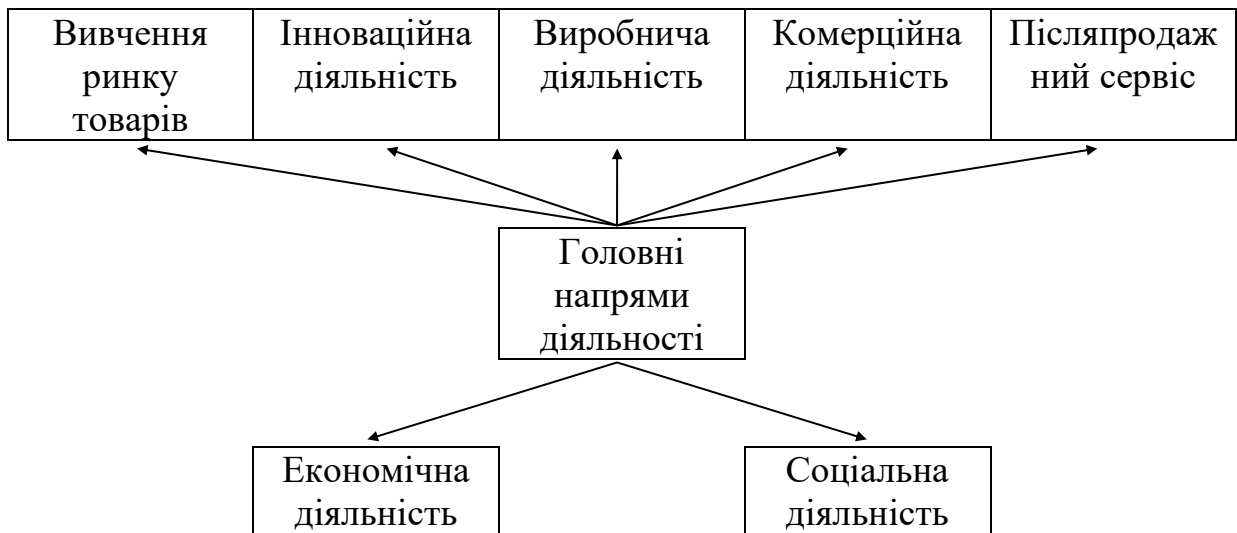 Вивчення
ринку
товарів
Інноваційна
діяльність
Виробнича
діяльність
Комерційна
діяльність
Післяпродаж
ний сервіс
Головні
напрями
діяльності
Економічна
діяльність
Соціальна
діяльність